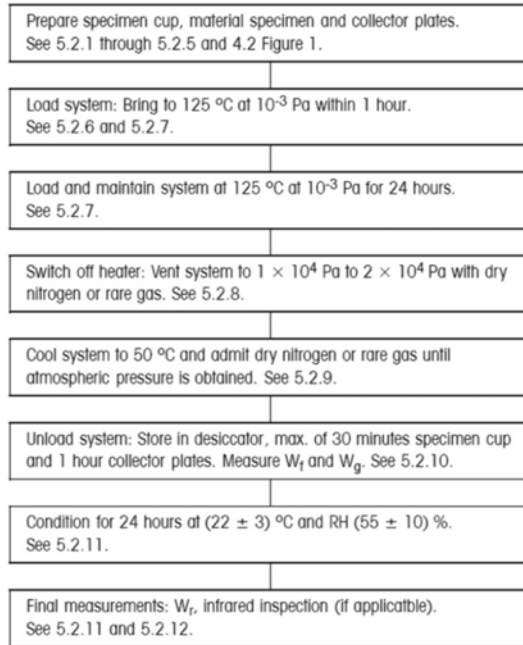 Prepare specimen cup, material specimen and collector plates.
See 5.2.1 through 5.2.5 and 4.2 Figure 1.
Load system: Bring to 125 ºC at 10⁻³ Pa within 1 hour.
See 5.2.6 and 5.2.7.
Load and maintain system at 125 ºC at 10⁻³ Pa for 24 hours.
See 5.2.7.
Switch off heater: Vent system to 1 × 10⁴ Pa to 2 × 10⁴ Pa with dry
nitrogen or rare gas. See 5.2.8.
Cool system to 50 ºC and admit dry nitrogen or rare gas until
atmospheric pressure is obtained. See 5.2.9.
Unload system: Store in desiccator, max. of 30 minutes specimen cup
and 1 hour collector plates. Measure Wf and Wg. See 5.2.10.
Condition for 24 hours at (22 ± 3) ºC and RH (55 ± 10) %.
See 5.2.11.
Final measurements: Wr, infrared inspection (if applicatble).
See 5.2.11 and 5.2.12.